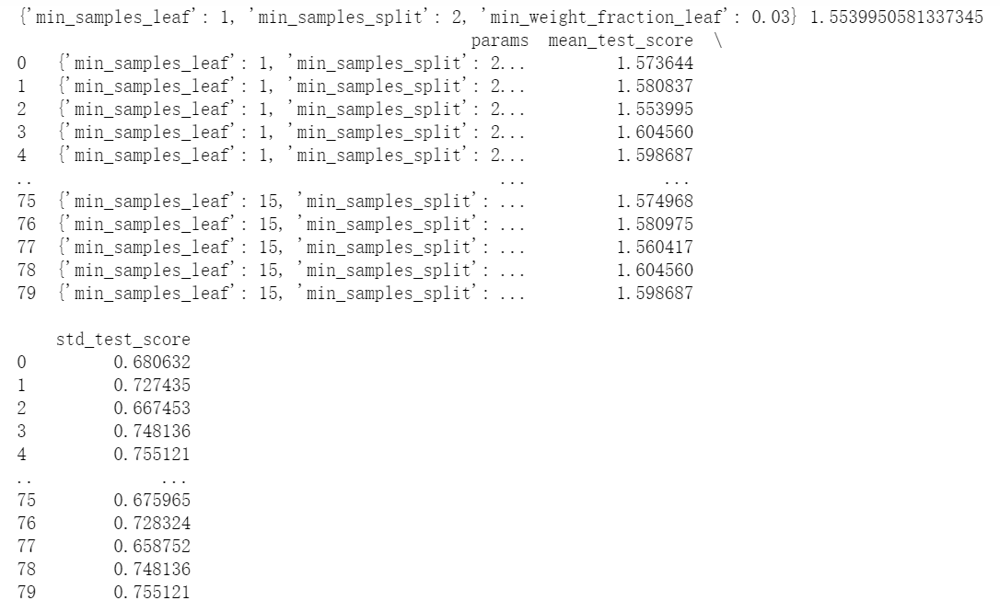 {'min_samples_leaf': 1, 'min_samples_split': 2, 'min_weight_fraction_leaf': 0.03} 1.5539950581337345
params  mean_test_score  \
0   {'min_samples_leaf': 1, 'min_samples_split': 2...         1.573644
1   {'min_samples_leaf': 1, 'min_samples_split': 2...         1.580837
2   {'min_samples_leaf': 1, 'min_samples_split': 2...         1.553995
3   {'min_samples_leaf': 1, 'min_samples_split': 2...         1.604560
4   {'min_samples_leaf': 1, 'min_samples_split': 2...         1.598687
..                                                ...              ...
75  {'min_samples_leaf': 15, 'min_samples_split': ...         1.574968
76  {'min_samples_leaf': 15, 'min_samples_split': ...         1.580975
77  {'min_samples_leaf': 15, 'min_samples_split': ...         1.560417
78  {'min_samples_leaf': 15, 'min_samples_split': ...         1.604560
79  {'min_samples_leaf': 15, 'min_samples_split': ...         1.598687
std_test_score
0         0.680632
1         0.727435
2         0.667453
3         0.748136
4         0.755121
..             ...
75        0.675965
76        0.728324
77        0.658752
78        0.748136
79        0.755121